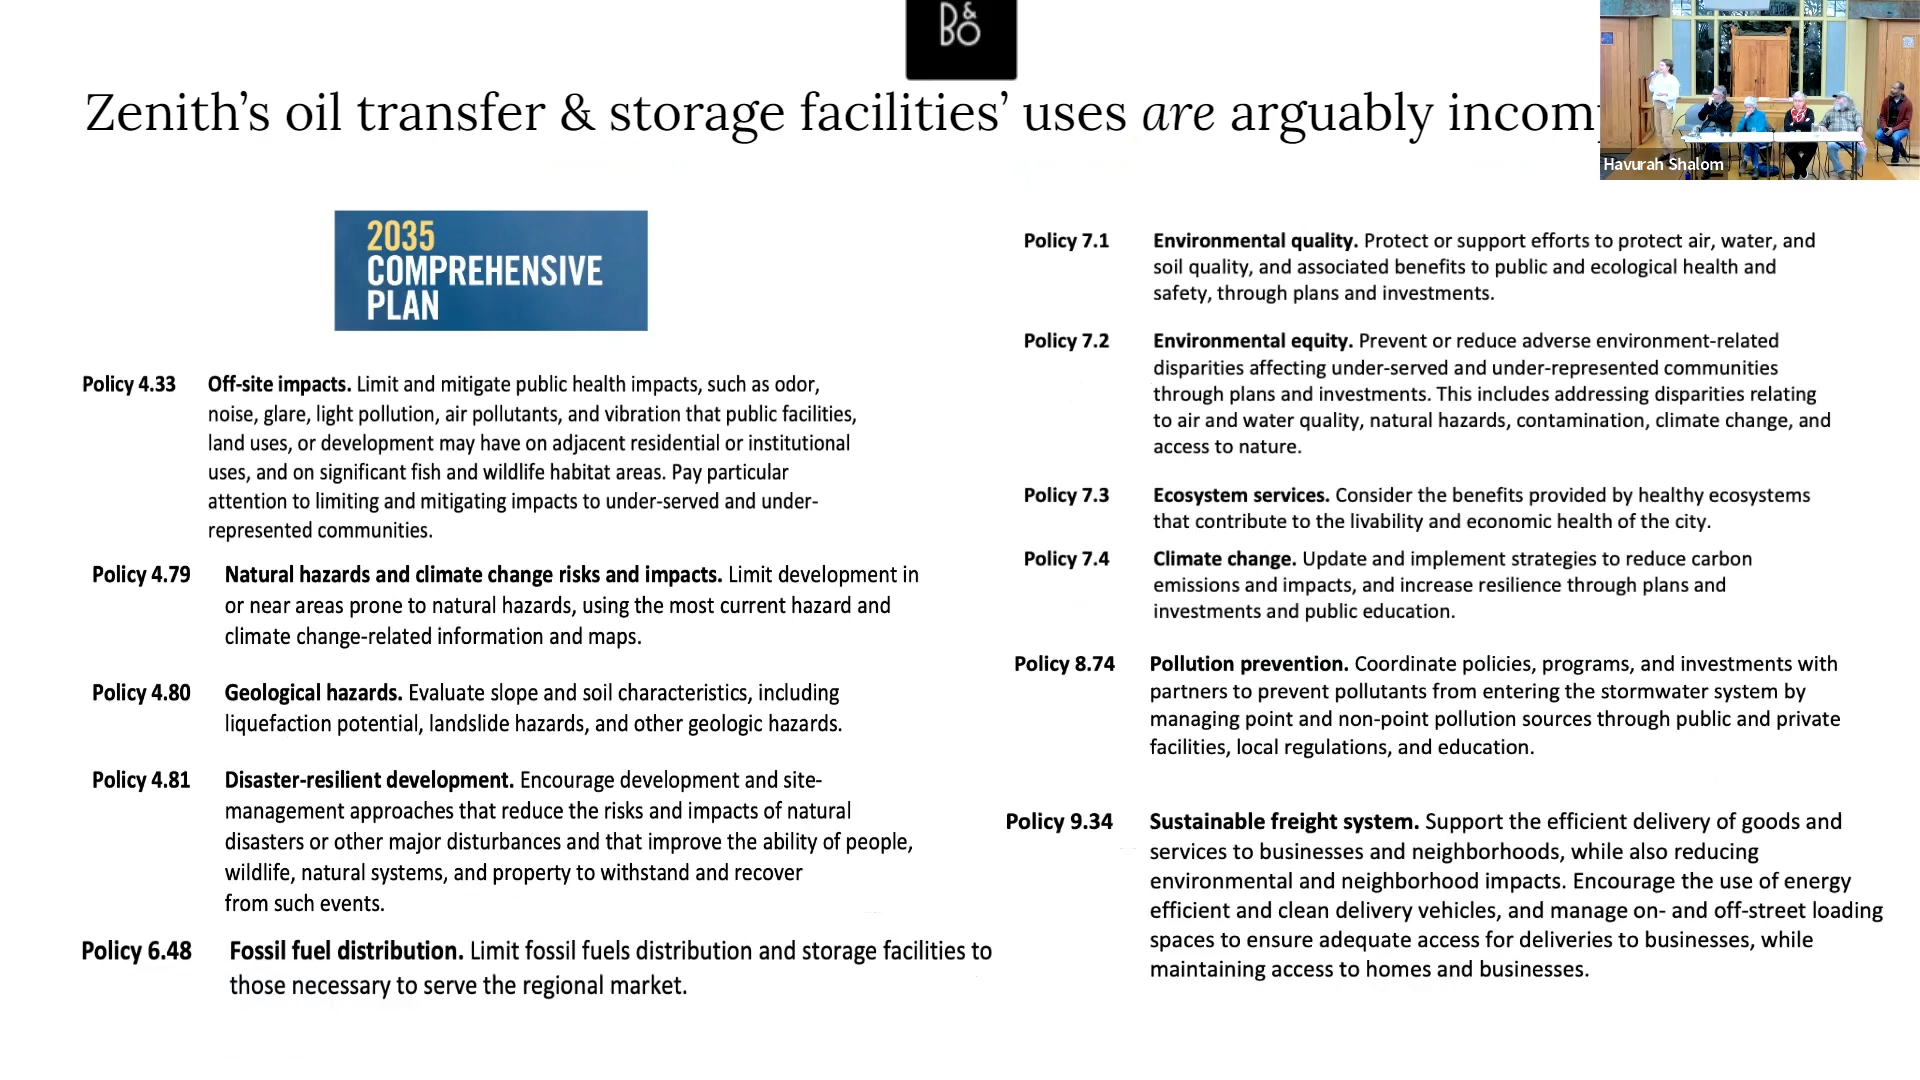 B&O
Zenith's oil transfer & storage facilities' uses are arguably
Havurah Shalom
2035
COMPREHENSIVE
PLAN
Policy 4.33 Off-site impacts. Limit and mitigate public health impacts, such as odor,
noise, glare, light pollution, air pollutants, and vibration that public facilities,
land uses, or development may have on adjacent residential or institutional
uses, and on significant fish and wildlife habitat areas. Pay particular
attention to limiting and mitigating impacts to under-served and under-
represented communities.
Policy 4.79 Natural hazards and climate change risks and impacts. Limit development in
or near areas prone to natural hazards, using the most current hazard and
climate change-related information and maps.
Policy 4.80 Geological hazards. Evaluate slope and soil characteristics, including
liquefaction potential, landslide hazards, and other geologic hazards.
Policy 4.81 Disaster-resilient development. Encourage development and site-
management approaches that reduce the risks and impacts of natural
disasters or other major disturbances and that improve the ability of people,
wildlife, natural systems, and property to withstand and recover
from such events.
Policy 6.48 Fossil fuel distribution. Limit fossil fuels distribution and storage facilities to
those necessary to serve the regional market.
Policy 7.1 Environmental quality. Protect or support efforts to protect air, water, and
soil quality, and associated benefits to public and ecological health and
safety, through plans and investments.
Policy 7.2 Environmental equity. Prevent or reduce adverse environment-related
disparities affecting under-served and under-represented communities
through plans and investments. This includes addressing disparities relating
to air and water quality, natural hazards, contamination, climate change, and
access to nature.
Policy 7.3 Ecosystem services. Consider the benefits provided by healthy ecosystems
that contribute to the livability and economic health of the city.
Policy 7.4 Climate change. Update and implement strategies to reduce carbon
emissions and impacts, and increase resilience through plans and
investments and public education.
Policy 8.74 Pollution prevention. Coordinate policies, programs, and investments with
partners to prevent pollutants from entering the stormwater system by
managing point and non-point pollution sources through public and private
facilities, local regulations, and education.
Policy 9.34 Sustainable freight system. Support the efficient delivery of goods and
services to businesses and neighborhoods, while also reducing
environmental and neighborhood impacts. Encourage the use of energy
efficient and clean delivery vehicles, and manage on- and off-street loading
spaces to ensure adequate access for deliveries to businesses, while
maintaining access to homes and businesses.